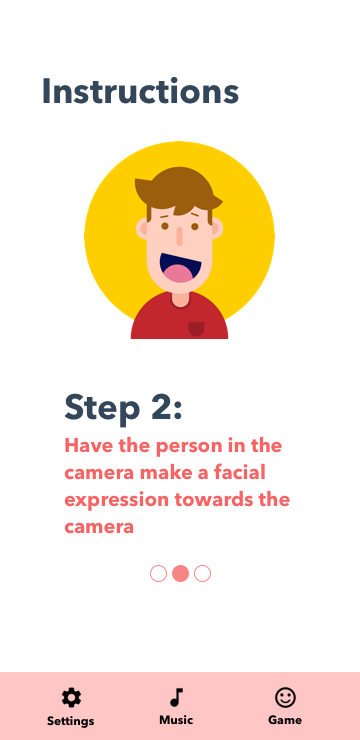 Instructions
Step 2:
Have the person in the
camera make a facial
expression towards the
camera
Settings
Music
Game